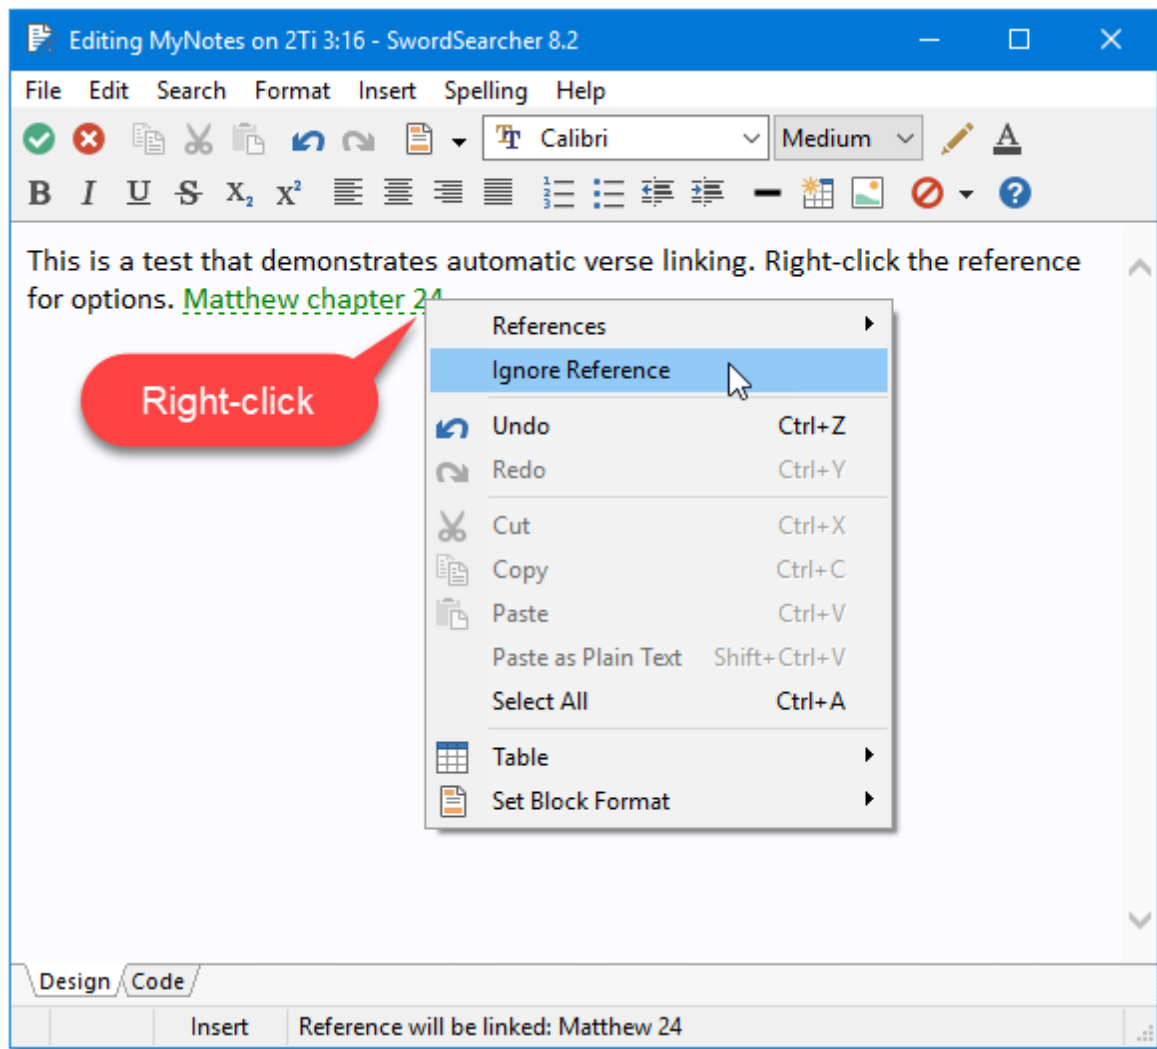 Editing MyNotes on 2Ti 3:16 - SwordSearcher 8.2
File Edit Search Format Insert Spelling Help
Calibri Medium A
B I U S X₂ X²
This is a test that demonstrates automatic verse linking. Right-click the reference
for options. Matthew chapter 24
Right-click
References
Ignore Reference
Undo Ctrl+Z
Redo Ctrl+Y
Cut Ctrl+X
Copy Ctrl+C
Paste Ctrl+V
Paste as Plain Text Shift+Ctrl+V
Select All Ctrl+A
Table
Set Block Format
Design Code
Insert Reference will be linked: Matthew 24